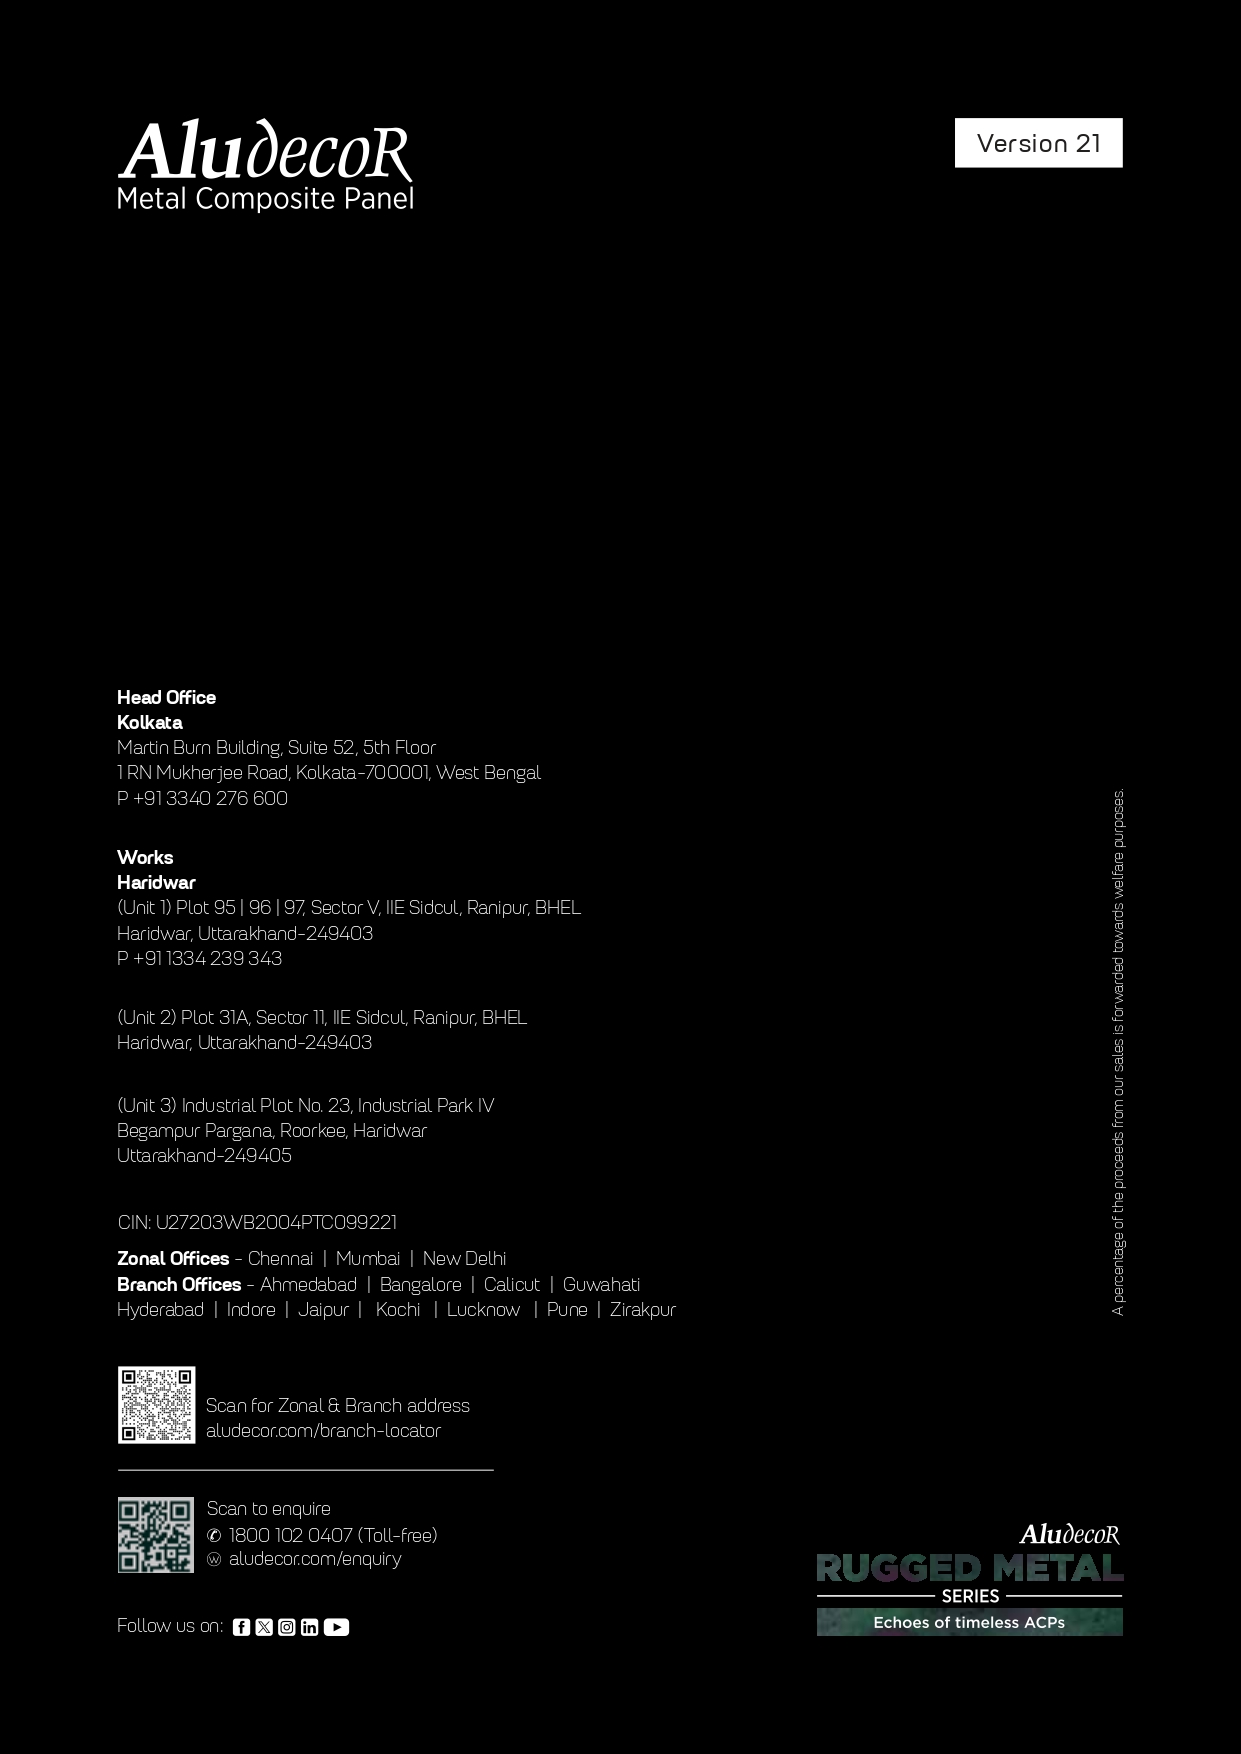 AludecoR
Metal Composite Panel
Version 21
Head Office
Kolkata
Martin Burn Building, Suite 52, 5th Floor
1 RN Mukherjee Road, Kolkata-700001, West Bengal
P +91 3340 276 600
Works
Haridwar
(Unit 1) Plot 95 | 96 | 97, Sector V, IIE Sidcul, Ranipur, BHEL
Haridwar, Uttarakhand-249403
P +91 1334 239 343
(Unit 2) Plot 31A, Sector 11, IIE Sidcul, Ranipur, BHEL
Haridwar, Uttarakhand-249403
(Unit 3) Industrial Plot No. 23, Industrial Park IV
Begampur Pargana, Roorkee, Haridwar
Uttarakhand-249405
CIN: U27203WB2004PTC099221
Zonal Offices - Chennai | Mumbai | New Delhi
Branch Offices - Ahmedabad | Bangalore | Calicut | Guwahati
Hyderabad | Indore | Jaipur | Kochi | Lucknow | Pune | Zirakpur
Scan for Zonal & Branch address
aludecor.com/branch-locator
Scan to enquire
✆ 1800 102 0407 (Toll-free)
ⓦ aludecor.com/enquiry
Follow us on:
A percentage of the proceeds from our sales is forwarded towards welfare purposes.
AludecoR
RUGGED METAL
SERIES
Echoes of timeless ACPs